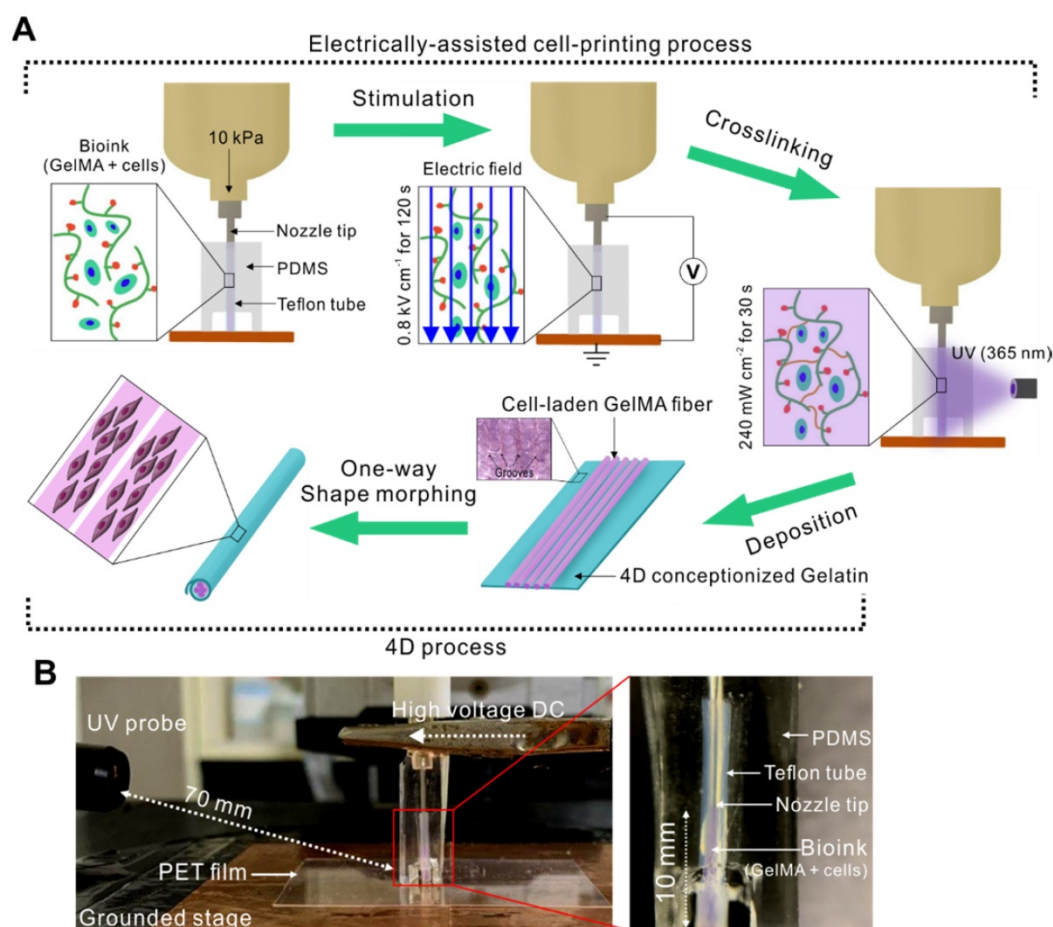 A
Electrically-assisted cell-printing process
Stimulation
Crosslinking
Bioink
(GelMA + cells)
10 kPa
Nozzle tip
PDMS
Teflon tube
Electric field
0.8 kV cm⁻¹ for 120 s
V
UV (365 nm)
240 mW cm⁻² for 30 s
Deposition
Cell-laden GelMA fiber
Grooves
4D conceptionized Gelatin
One-way
Shape morphing
4D process
B
UV probe
High voltage DC
70 mm
PET film
Grounded stage
PDMS
Teflon tube
Nozzle tip
Bioink
(GelMA + cells)
10 mm